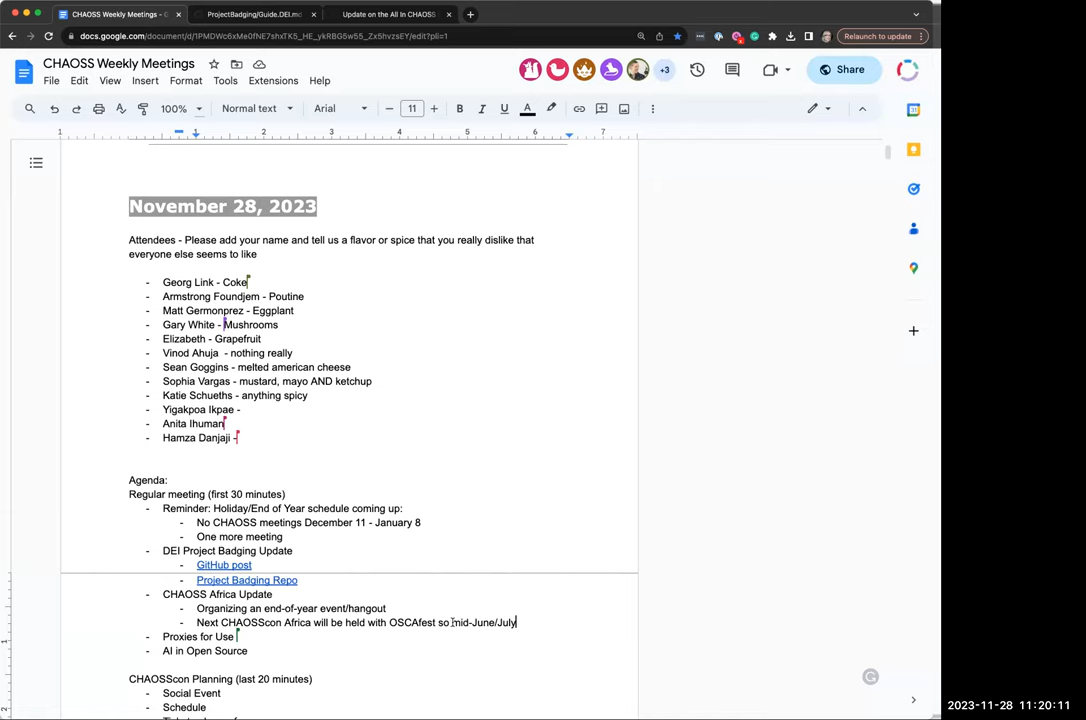 CHAOSS Weekly Meetings - G
ProjectBadging/Guide.DEI.md
Update on the All In CHAOSS
Relaunch to update
CHAOSS Weekly Meetings
File Edit View Insert Format Tools Extensions Help
+3
Share
100% Normal text Arial 11
1 1 2 3 4 5 6 7
November 28, 2023
Attendees - Please add your name and tell us a flavor or spice that you really dislike that
everyone else seems to like
- Georg Link - Coke
- Armstrong Foundjem - Poutine
- Matt Germonprez - Eggplant
- Gary White - Mushrooms
- Elizabeth - Grapefruit
- Vinod Ahuja - nothing really
- Sean Goggins - melted american cheese
- Sophia Vargas - mustard, mayo AND ketchup
- Katie Schueths - anything spicy
- Yigakpoa Ikpae -
- Anita Ihuman
- Hamza Danjaji -
Agenda:
Regular meeting (first 30 minutes)
- Reminder: Holiday/End of Year schedule coming up:
- No CHAOSS meetings December 11 - January 8
- One more meeting
- DEI Project Badging Update
- GitHub post
- Project Badging Repo
- CHAOSS Africa Update
- Organizing an end-of-year event/hangout
- Next CHAOSScon Africa will be held with OSCAfest so mid-June/July
- Proxies for Use
- AI in Open Source
CHAOSScon Planning (last 20 minutes)
- Social Event
- Schedule
2023-11-28 11:20:11